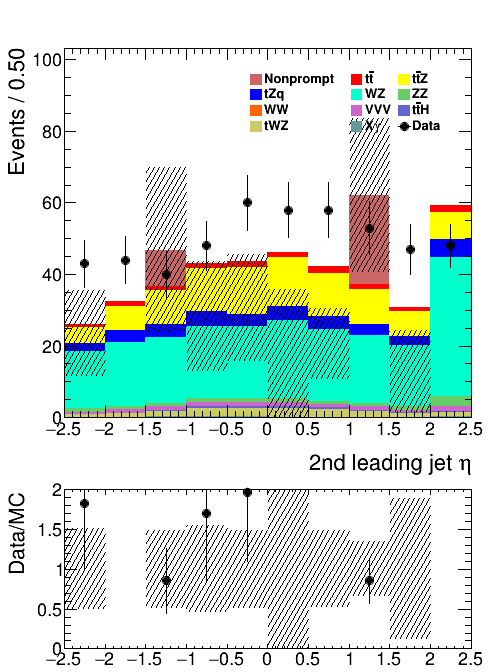 Events / 0.50
100
80
60
40
20
0
Nonprompt tt̄ tt̄Z
tZq WZ ZZ
WW VVV tt̄H
tWZ Xγ Data
−2.5 −2 −1.5 −1 −0.5 0 0.5 1 1.5 2 2.5
2nd leading jet η
Data/MC
2
1.5
1
0.5
0
−2.5 −2 −1.5 −1 −0.5 0 0.5 1 1.5 2 2.5